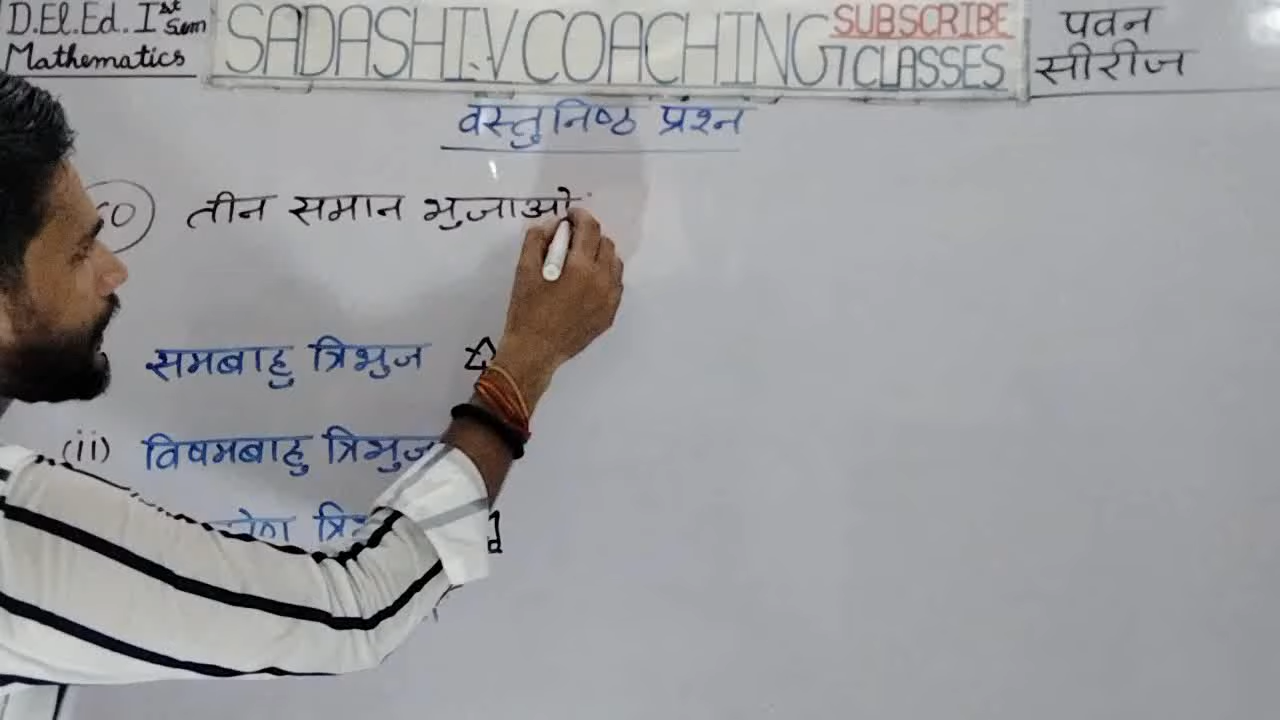 D.El.Ed. Ist Sem
Mathematics
SADASHIV COACHING CLASSES
SUBSCRIBE
पवन
सीरीज
वस्तुनिष्ठ प्रश्न
तीन समान भुजाओं
समबाहु त्रिभुज
(ii) विषमबाहु त्रिभुज